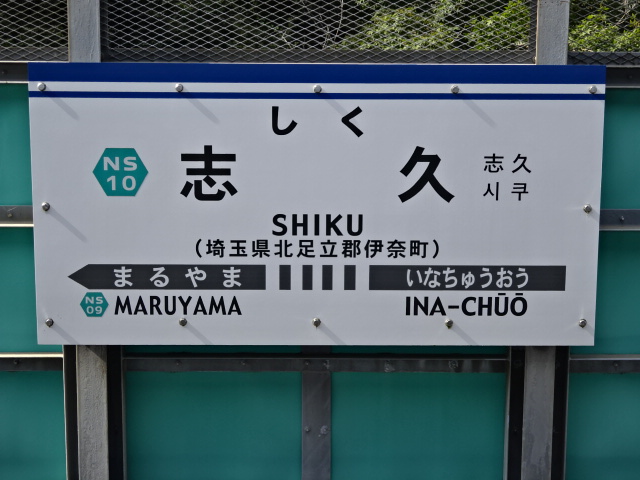 しく
NS
10
志久
志久
시쿠
SHIKU
(埼玉県北足立郡伊奈町)
まるやま いなちゅうおう
NS
09
MARUYAMA INA-CHŪŌ